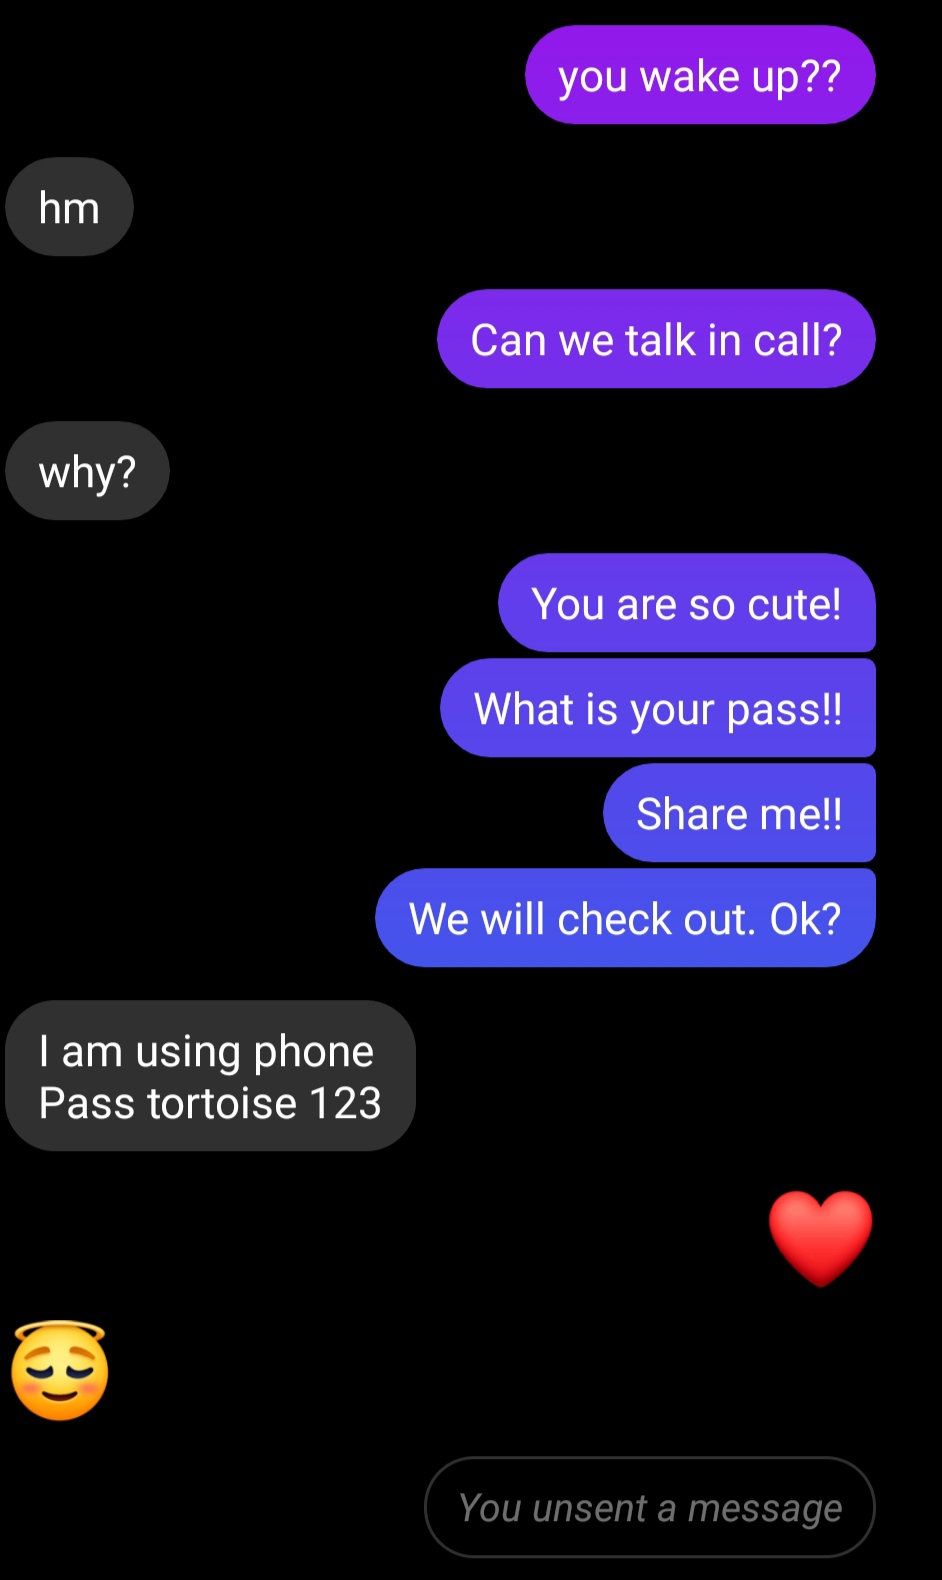 you wake up??
hm
Can we talk in call?
why?
You are so cute!
What is your pass!!
Share me!!
We will check out. Ok?
I am using phone
Pass tortoise 123
You unsent a message